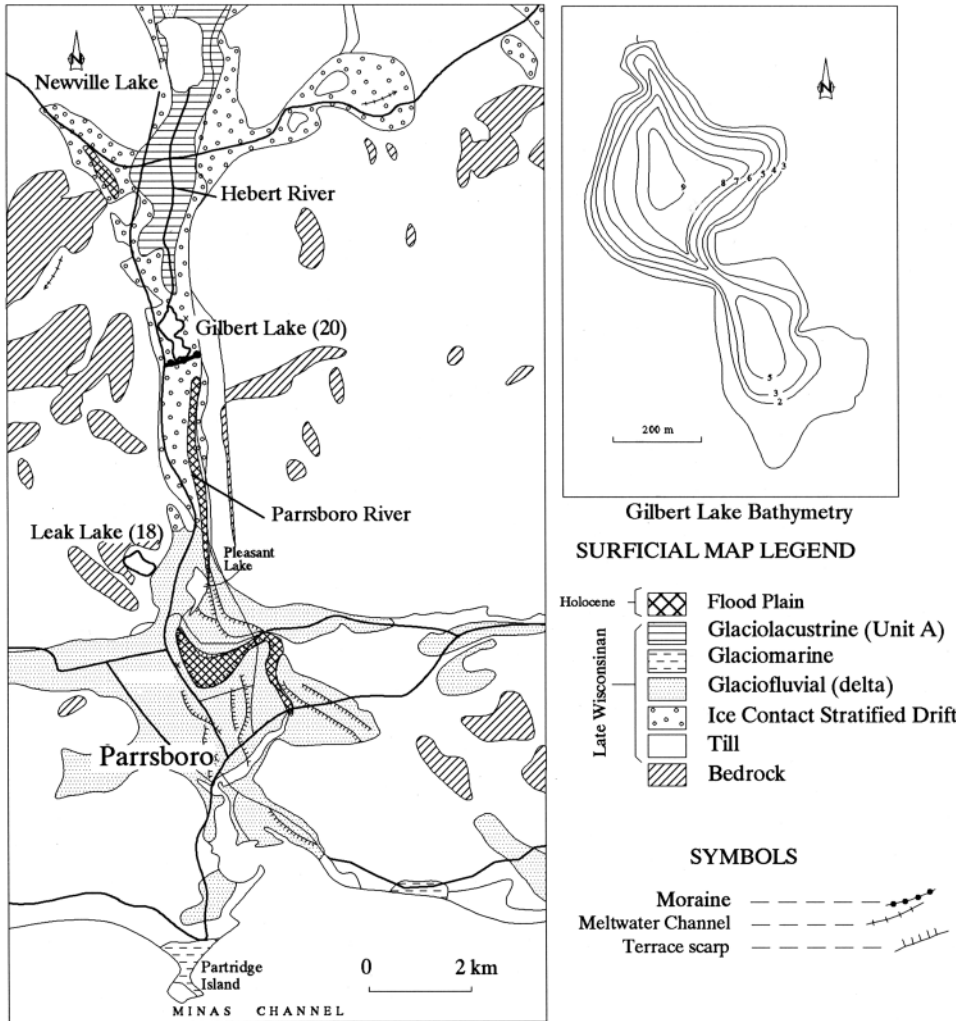 N
Newville Lake
Hebert River
Gilbert Lake (20)
Parrsboro River
Leak Lake (18)
Pleasant
Lake
Parrsboro
Partridge
Island
0 2 km
MINAS CHANNEL
N
9 8 7 6 5 4 3
5
3
2
200 m
Gilbert Lake Bathymetry
SURFICIAL MAP LEGEND
Holocene
Flood Plain
Late Wisconsinan
Glaciolacustrine (Unit A)
Glaciomarine
Glaciofluvial (delta)
Ice Contact Stratified Drift
Till
Bedrock
SYMBOLS
Moraine
Meltwater Channel
Terrace scarp